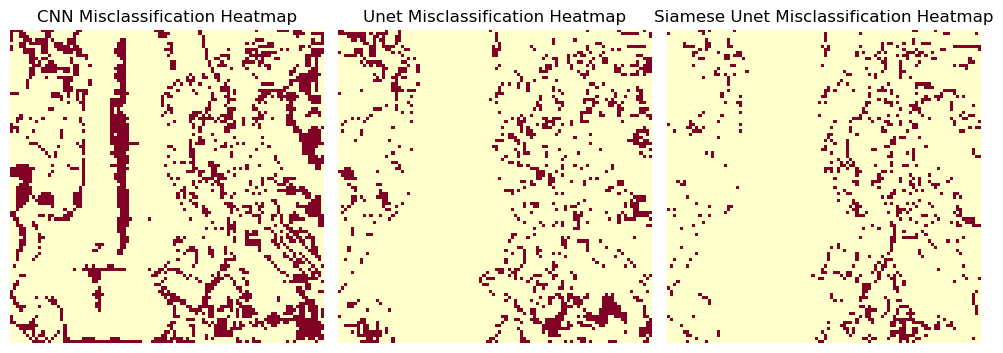 CNN Misclassification Heatmap
Unet Misclassification Heatmap
Siamese Unet Misclassification Heatmap